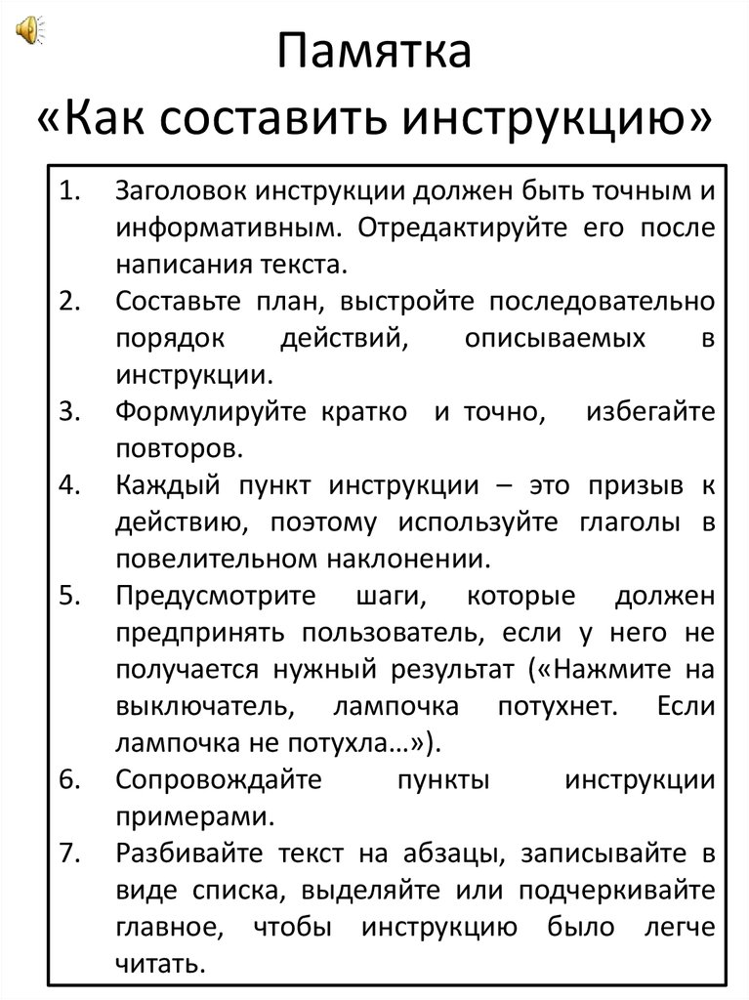 Памятка
«Как составить инструкцию»
1. Заголовок инструкции должен быть точным и
информативным. Отредактируйте его после
написания текста.
2. Составьте план, выстройте последовательно
порядок действий, описываемых в
инструкции.
3. Формулируйте кратко и точно, избегайте
повторов.
4. Каждый пункт инструкции – это призыв к
действию, поэтому используйте глаголы в
повелительном наклонении.
5. Предусмотрите шаги, которые должен
предпринять пользователь, если у него не
получается нужный результат («Нажмите на
выключатель, лампочка потухнет. Если
лампочка не потухла…»).
6. Сопровождайте пункты инструкции
примерами.
7. Разбивайте текст на абзацы, записывайте в
виде списка, выделяйте или подчеркивайте
главное, чтобы инструкцию было легче
читать.